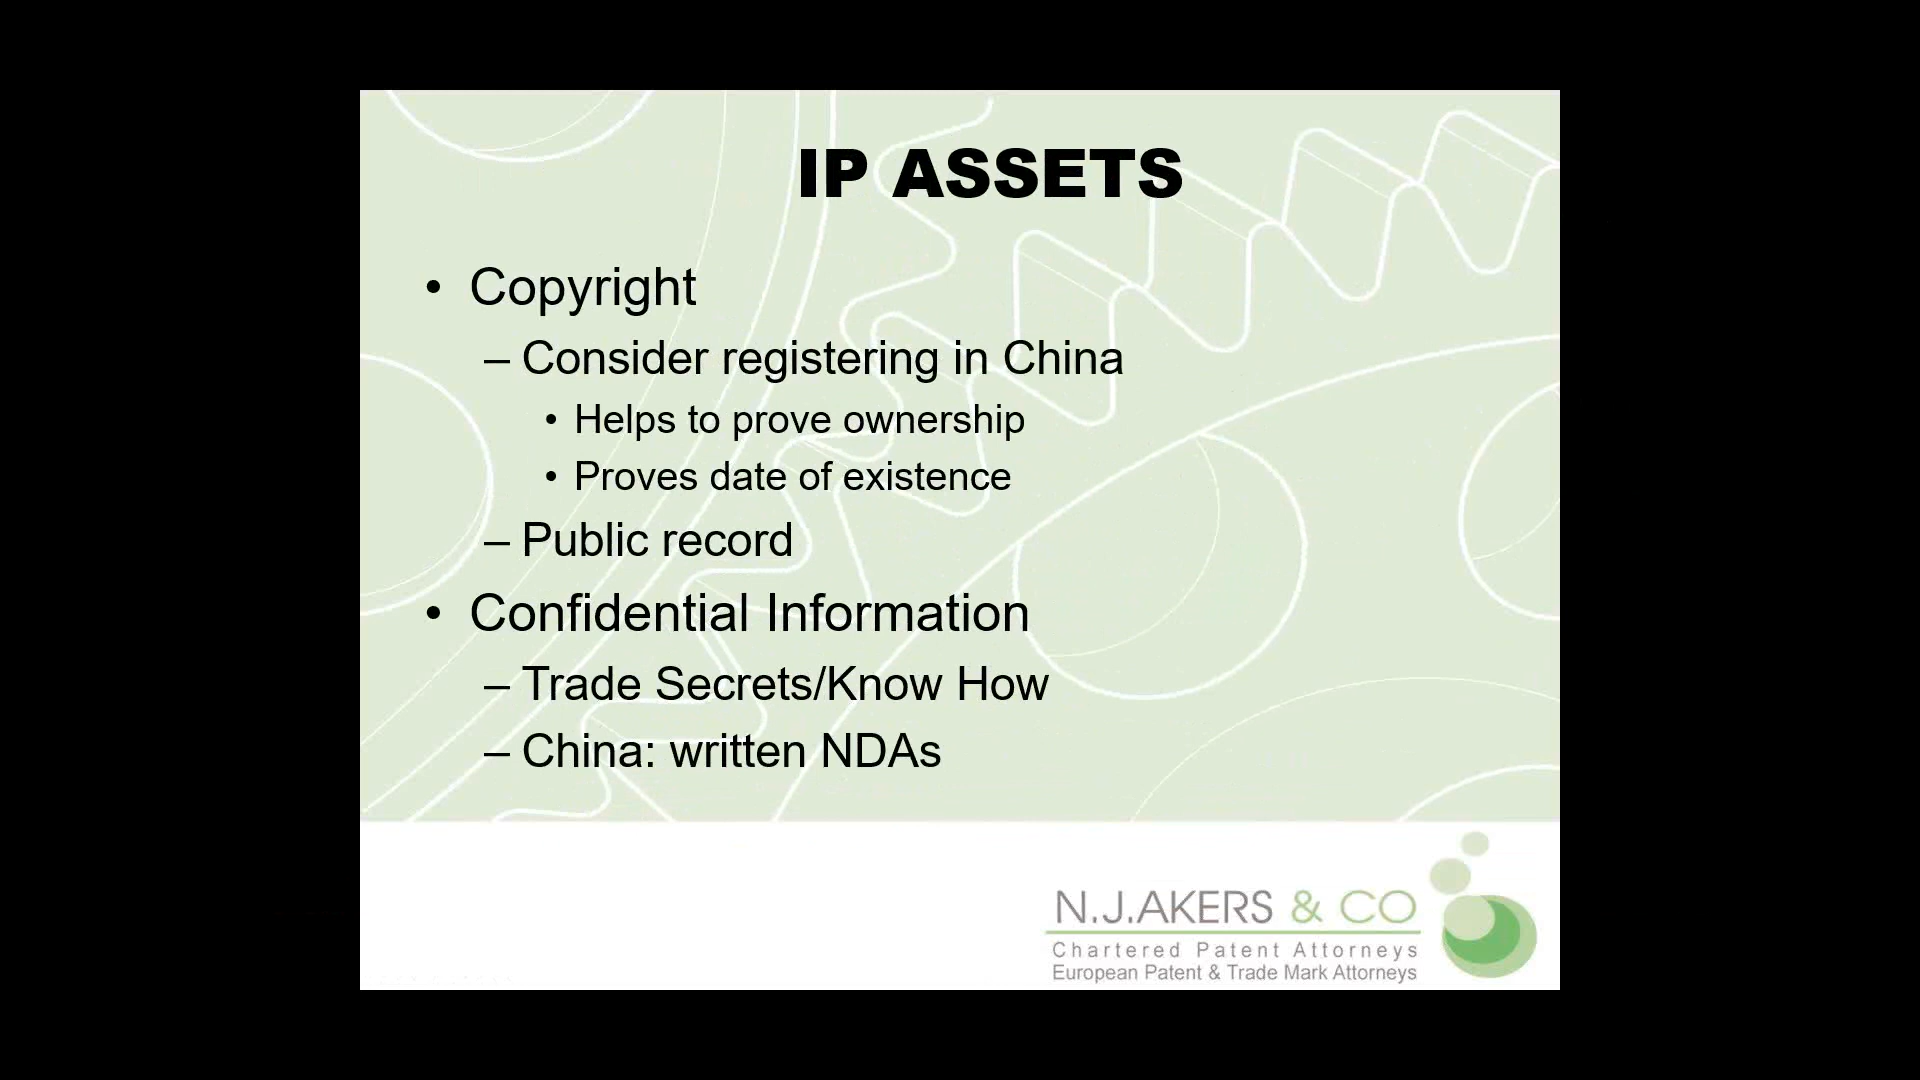 IP ASSETS
• Copyright
– Consider registering in China
• Helps to prove ownership
• Proves date of existence
– Public record
• Confidential Information
– Trade Secrets/Know How
– China: written NDAs
N.J.AKERS & CO
Chartered Patent Attorneys
European Patent & Trade Mark Attorneys